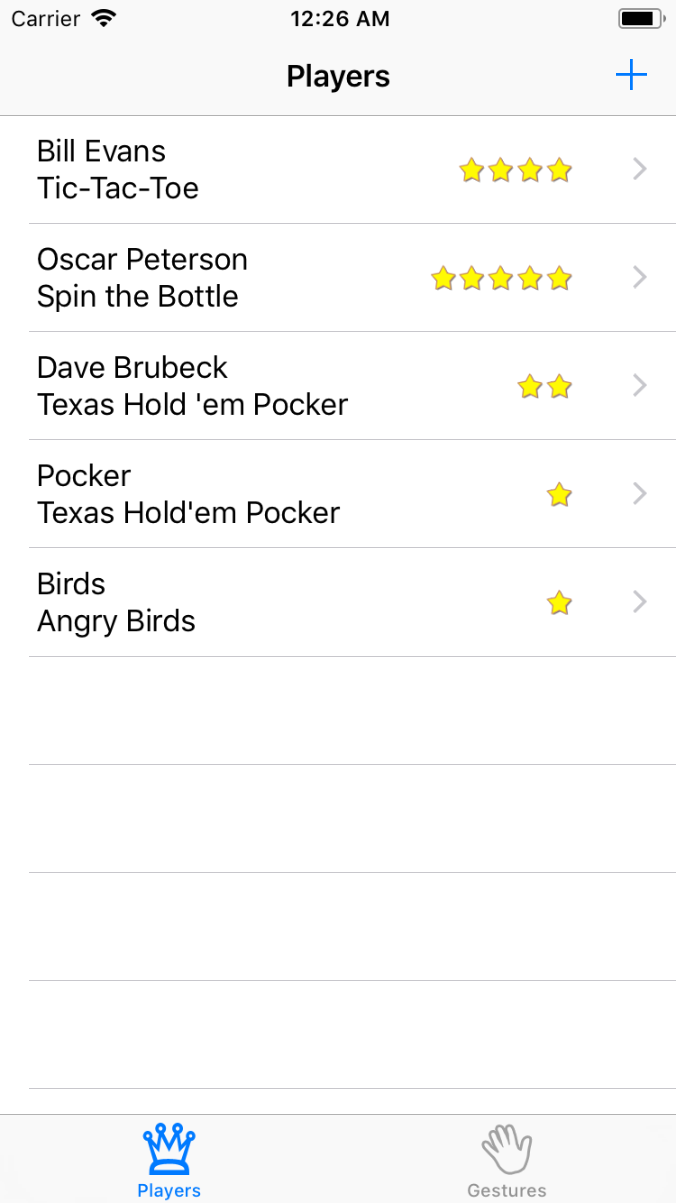 Carrier 12:26 AM
Players
Bill Evans
Tic-Tac-Toe
Oscar Peterson
Spin the Bottle
Dave Brubeck
Texas Hold 'em Pocker
Pocker
Texas Hold'em Pocker
Birds
Angry Birds
Players Gestures